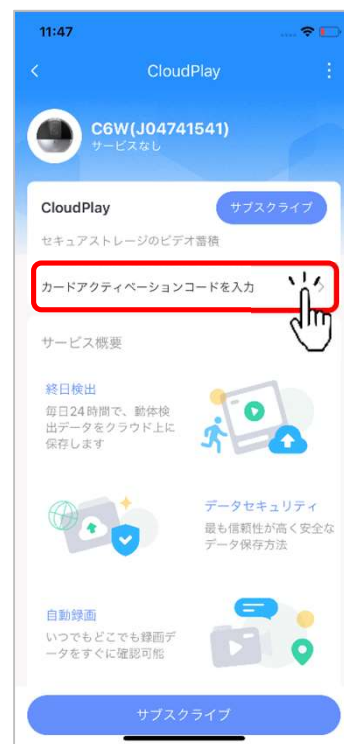 11:47
CloudPlay
C6W(J04741541)
サービスなし
CloudPlay
サブスクライブ
セキュアストレージのビデオ蓄積
カードアクティベーションコードを入力
サービス概要
終日検出
毎日24時間で、動体検
出データをクラウド上に
保存します
データセキュリティ
最も信頼性が高く安全な
データ保存方法
自動録画
いつでもどこでも録画デ
ータをすぐに確認可能
サブスクライブ